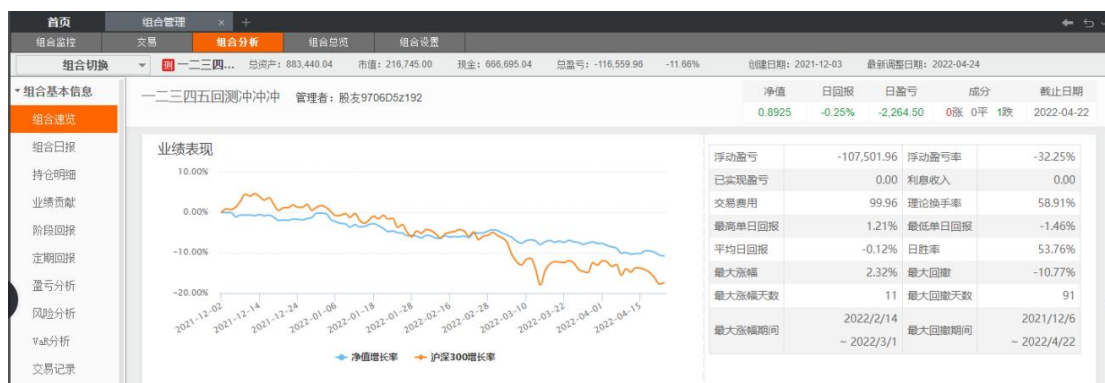 首页 组合管理 × +
组合监控 交易 组合分析 组合总览 组合设置
组合切换 一二三四... 总资产: 883,440.04 市值: 216,745.00 现金: 666,695.04 总盈亏: -116,559.96 -11.66% 创建日期: 2021-12-03 最新调整日期: 2022-04-24
组合基本信息
组合速览
组合日报
持仓明细
业绩贡献
阶段回报
定期回报
盈亏分析
风险分析
VaR分析
交易记录
一二三四五回测冲冲冲 管理者: 股友9706D5z192
净值 日回报 日盈亏 成分 截止日期
0.8925 -0.25% -2,264.50 0涨 0平 1跌 2022-04-22
业绩表现
10.00%
0.00%
-10.00%
-20.00%
2021-12-02 2021-12-14 2021-12-24 2022-01-06 2022-01-18 2022-01-28 2022-02-16 2022-02-28 2022-03-10 2022-03-22 2022-04-01 2022-04-15
净值增长率 沪深300增长率
浮动盈亏 -107,501.96 浮动盈亏率 -32.25%
已实现盈亏 0.00 利息收入 0.00
交易费用 99.96 理论换手率 58.91%
最高单日回报 1.21% 最低单日回报 -1.46%
平均日回报 -0.12% 日胜率 53.76%
最大涨幅 2.32% 最大回撤 -10.77%
最大涨幅天数 11 最大回撤天数 91
最大涨幅期间 2022/2/14 ~ 2022/3/1 最大回撤期间 2021/12/6 ~ 2022/4/22